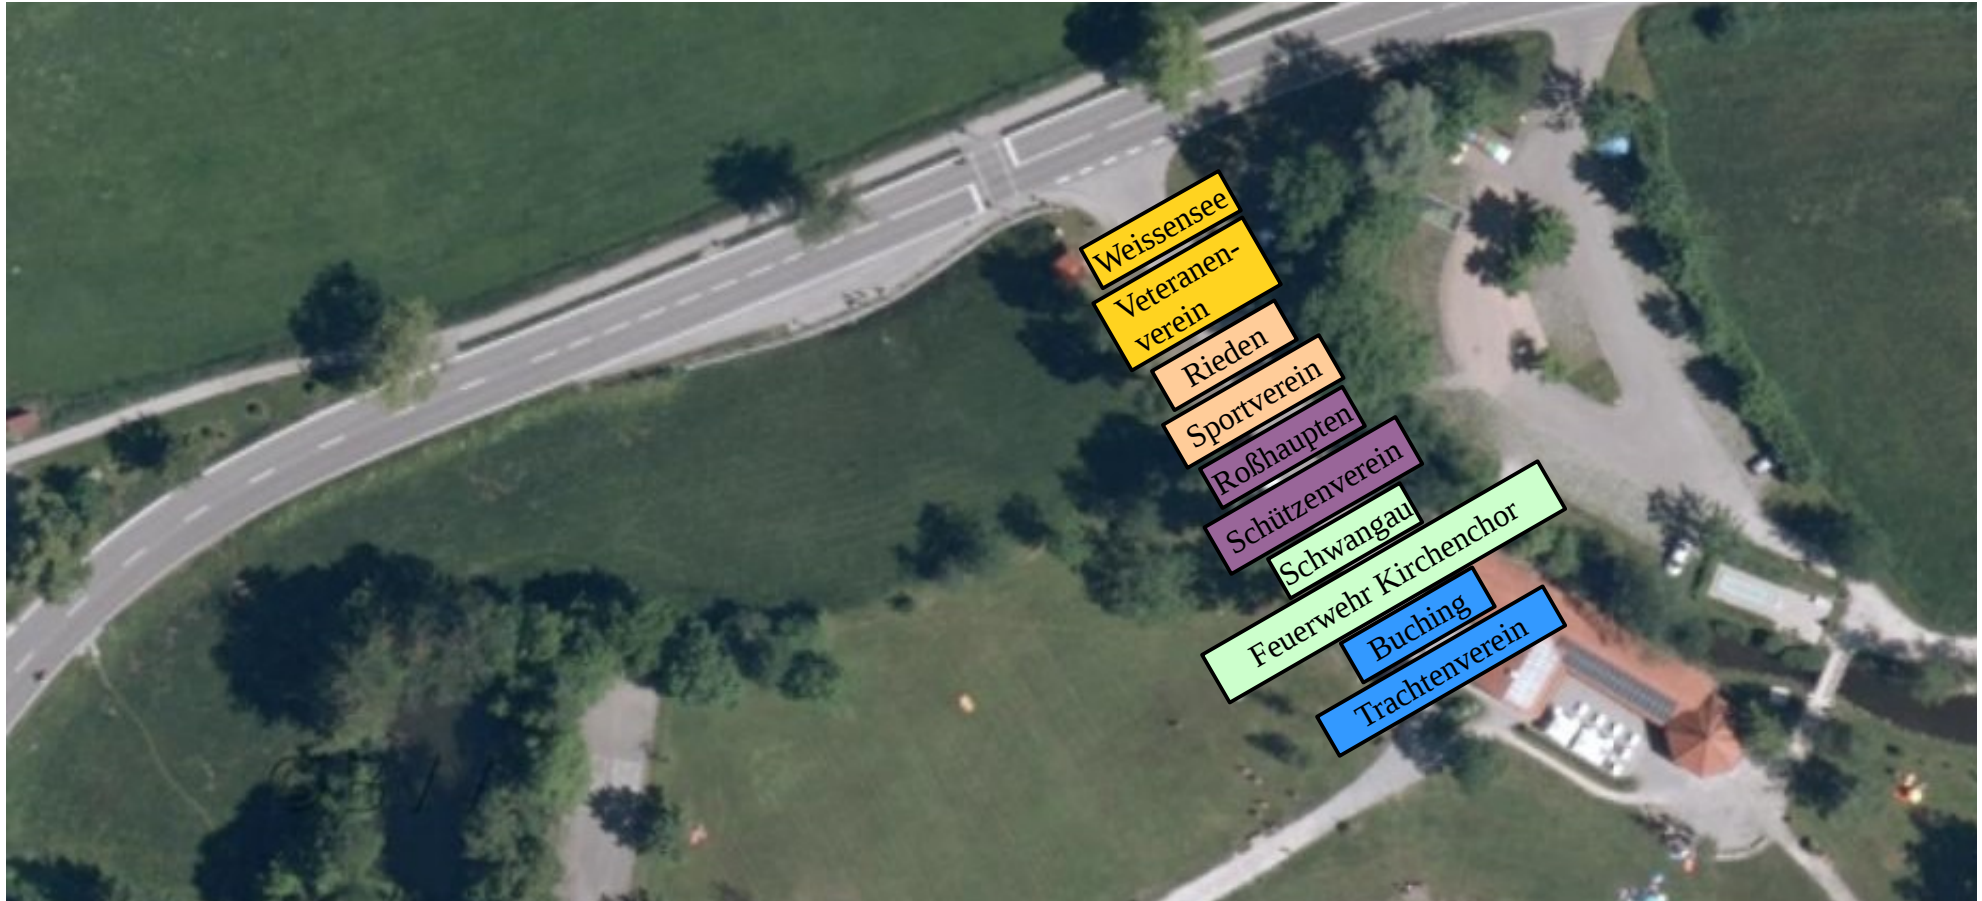 Weissensee
Veteranen-
verein
Rieden
Sportverein
Roßhaupten
Schützenverein
Schwangau
Feuerwehr Kirchenchor
Buching
Trachtenverein